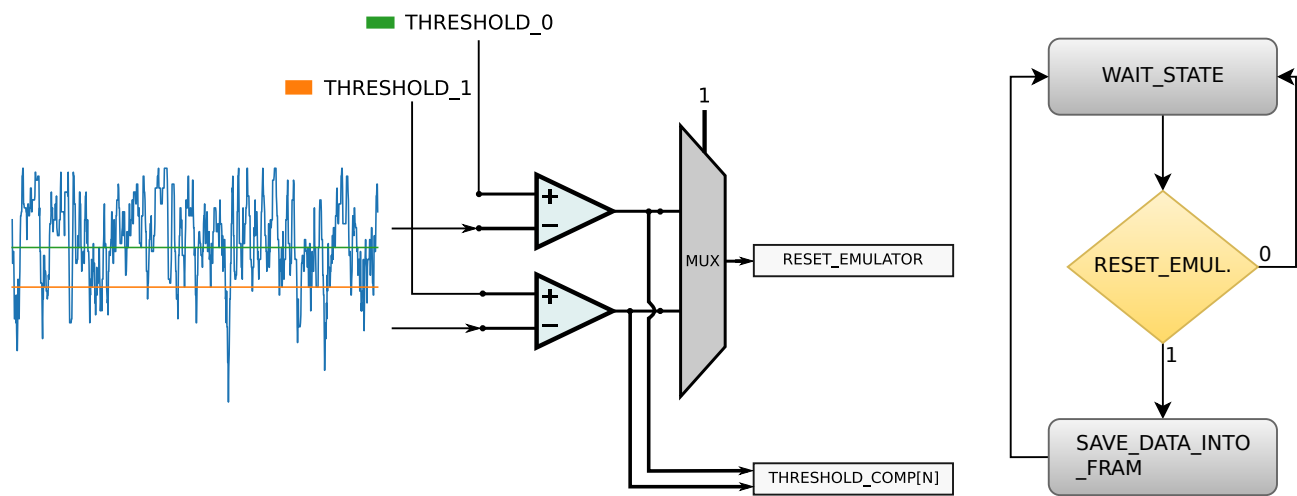 THRESHOLD_0
THRESHOLD_1
1
+
−
+
−
MUX
RESET_EMULATOR
THRESHOLD_COMP[N]
WAIT_STATE
RESET_EMUL.
0
1
SAVE_DATA_INTO
_FRAM